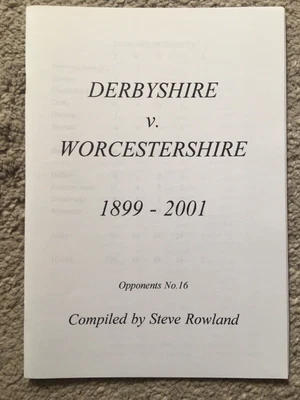 DERBYSHIRE
v.
WORCESTERSHIRE
1899 - 2001
Opponents No.16
Compiled by Steve Rowland